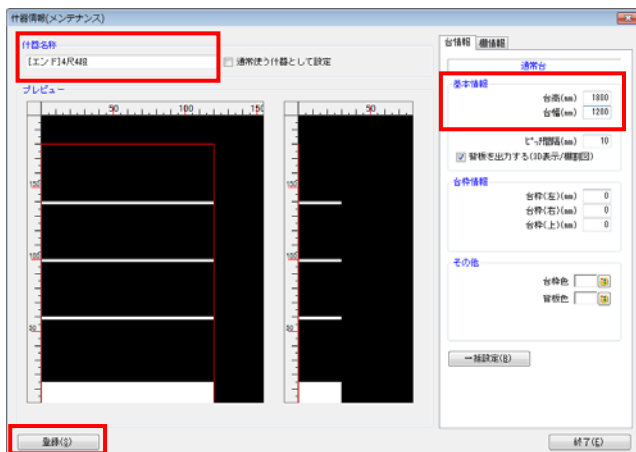 什器情報(メンテナンス)
什器名称
[エンド]4尺4段
通常使う什器として設定
プレビュー
50 100 150
50
150
100
50
150
100
50
台情報 棚情報
通常台
基本情報
台高(mm) 1800
台幅(mm) 1200
ピッチ間隔(mm) 10
背板を出力する(3D表示/棚割図)
台枠情報
台枠(左)(mm) 0
台枠(右)(mm) 0
台枠(上)(mm) 0
その他
台枠色
背板色
一括設定(B)
登録(S)
終了(E)